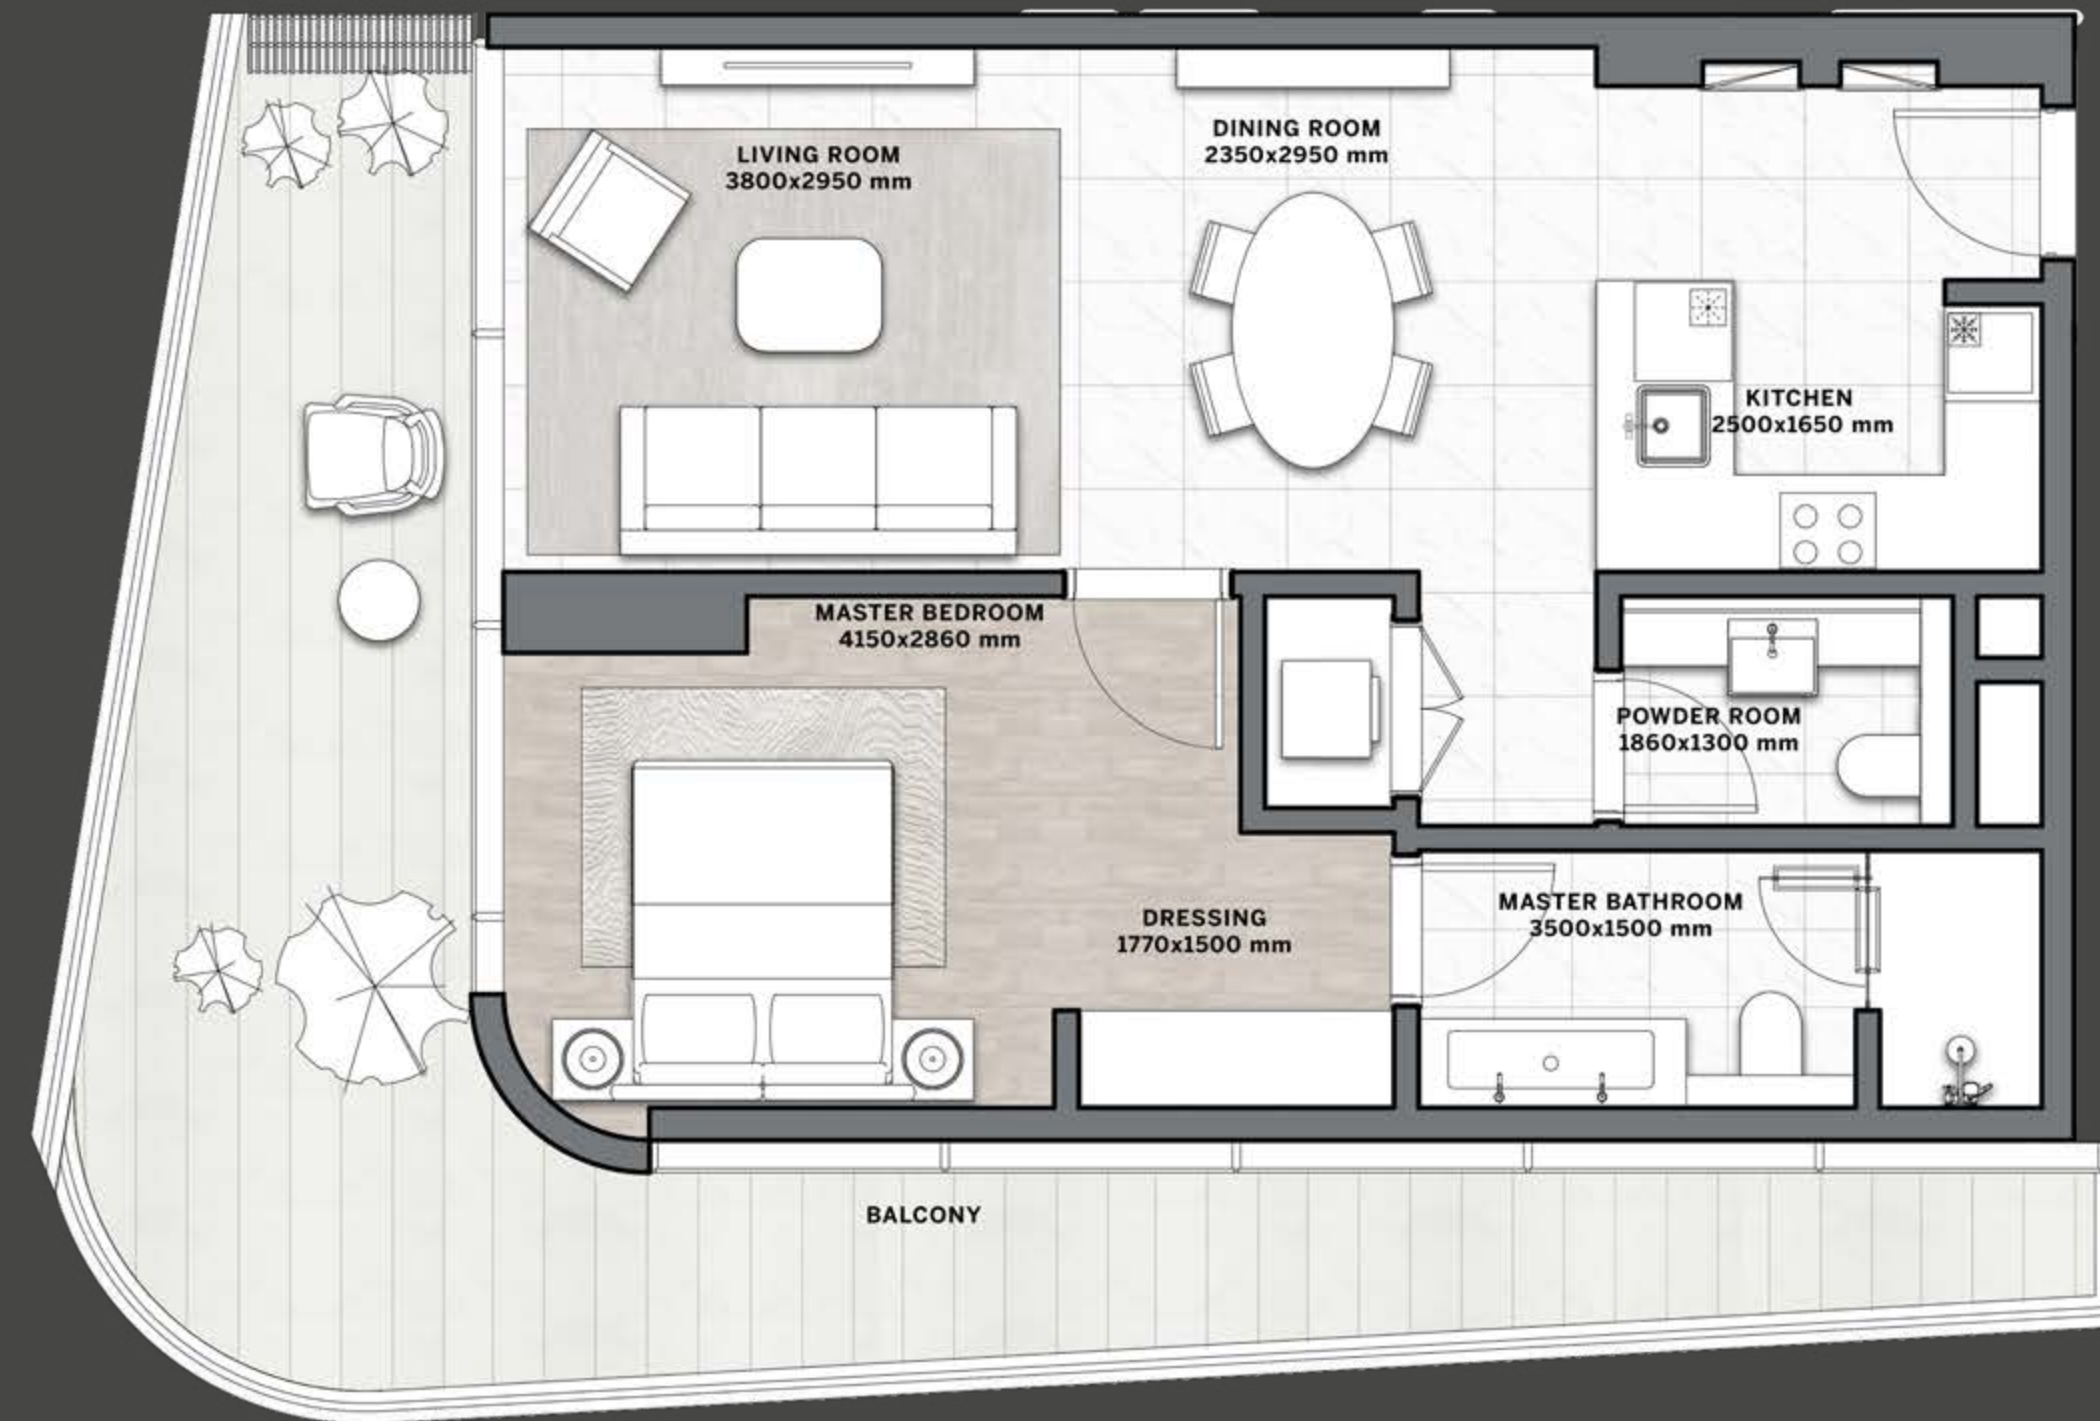 LIVING ROOM
3800x2950 mm
DINING ROOM
2350x2950 mm
KITCHEN
2500x1650 mm
MASTER BEDROOM
4150x2860 mm
POWDER ROOM
1860x1300 mm
DRESSING
1770x1500 mm
MASTER BATHROOM
3500x1500 mm
BALCONY